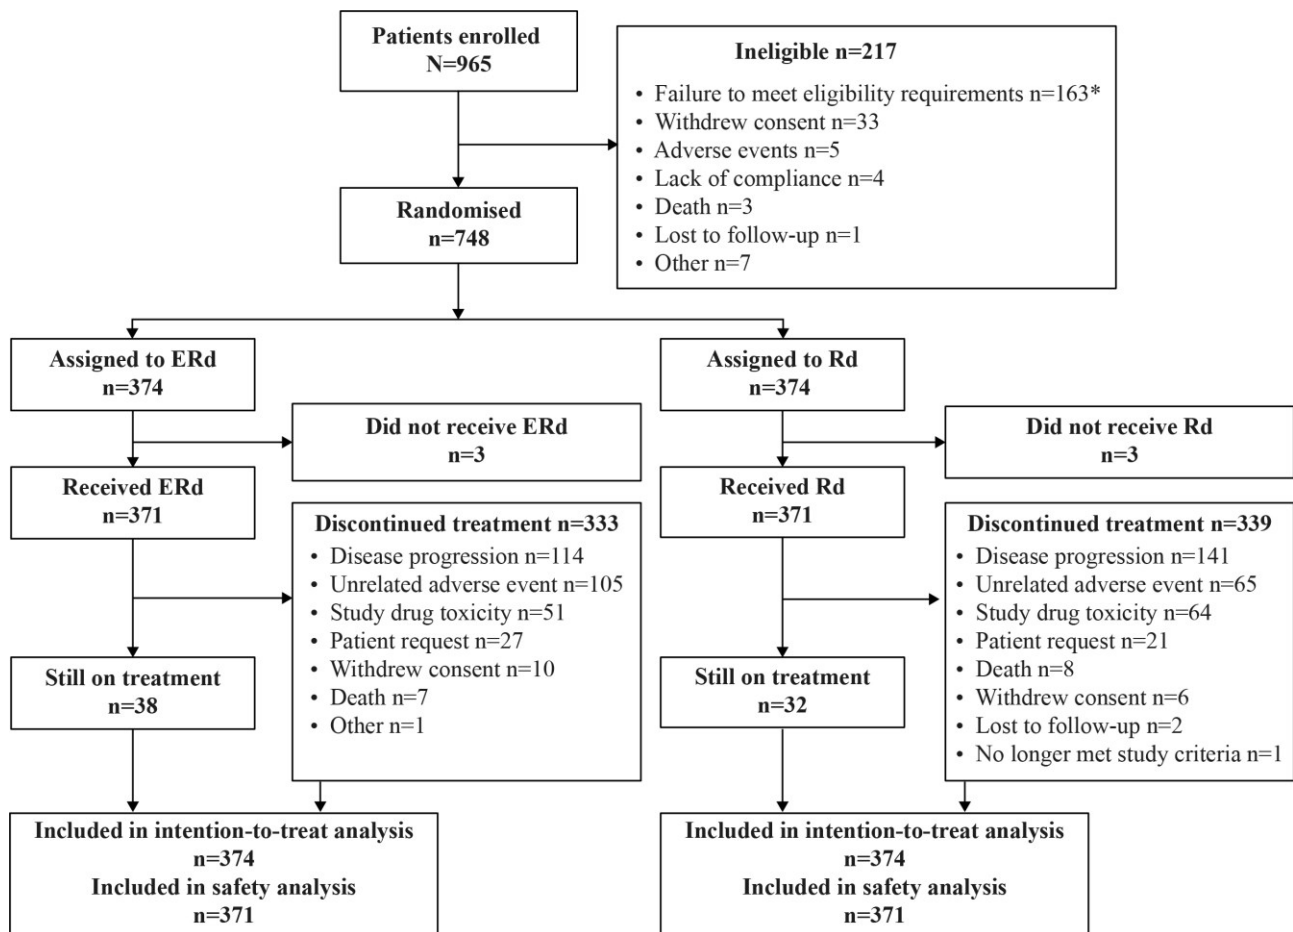 Patients enrolled
N=965
Ineligible n=217
• Failure to meet eligibility requirements n=163*
• Withdrew consent n=33
• Adverse events n=5
• Lack of compliance n=4
• Death n=3
• Lost to follow-up n=1
• Other n=7
Randomised
n=748
Assigned to ERd
n=374
Assigned to Rd
n=374
Did not receive ERd
n=3
Did not receive Rd
n=3
Received ERd
n=371
Received Rd
n=371
Discontinued treatment n=333
• Disease progression n=114
• Unrelated adverse event n=105
• Study drug toxicity n=51
• Patient request n=27
• Withdrew consent n=10
• Death n=7
• Other n=1
Discontinued treatment n=339
• Disease progression n=141
• Unrelated adverse event n=65
• Study drug toxicity n=64
• Patient request n=21
• Death n=8
• Withdrew consent n=6
• Lost to follow-up n=2
• No longer met study criteria n=1
Still on treatment
n=38
Still on treatment
n=32
Included in intention-to-treat analysis
n=374
Included in safety analysis
n=371
Included in intention-to-treat analysis
n=374
Included in safety analysis
n=371